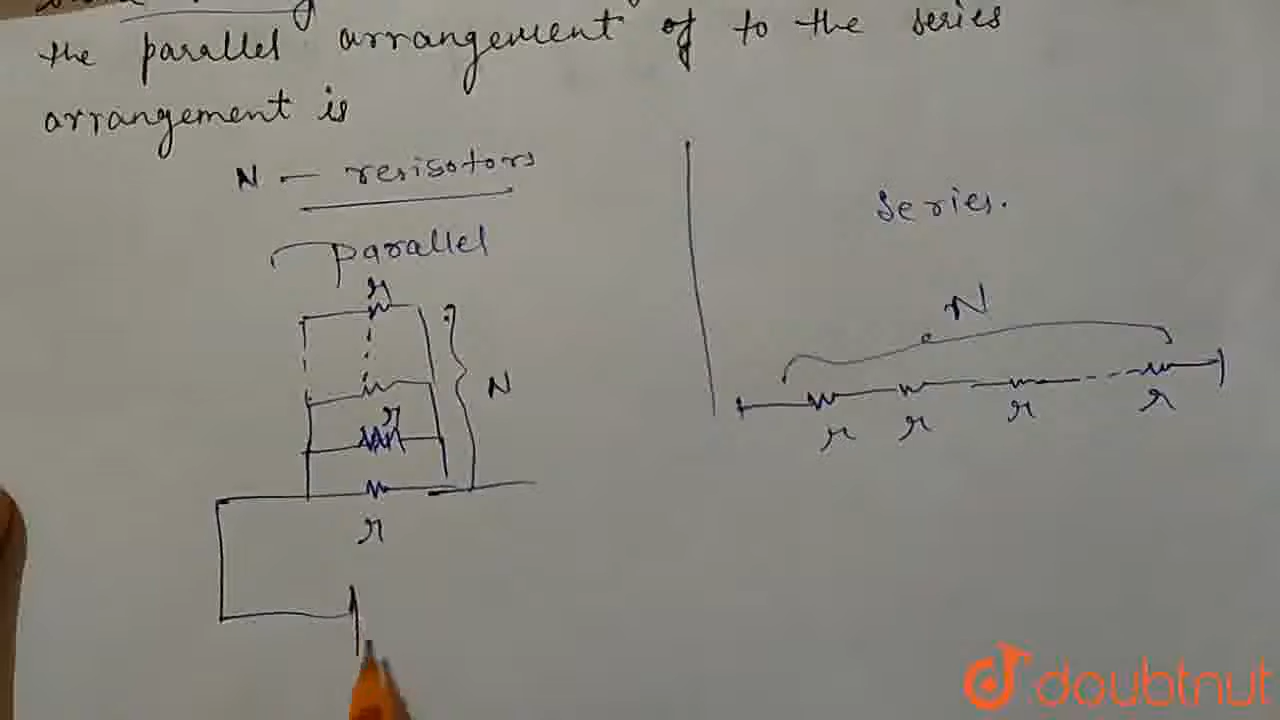 the parallel arrangement of to the series
arrangement is
N — resisotors
parallel
series.
r
N
r
N
r
r
r
r
r
doubtnut